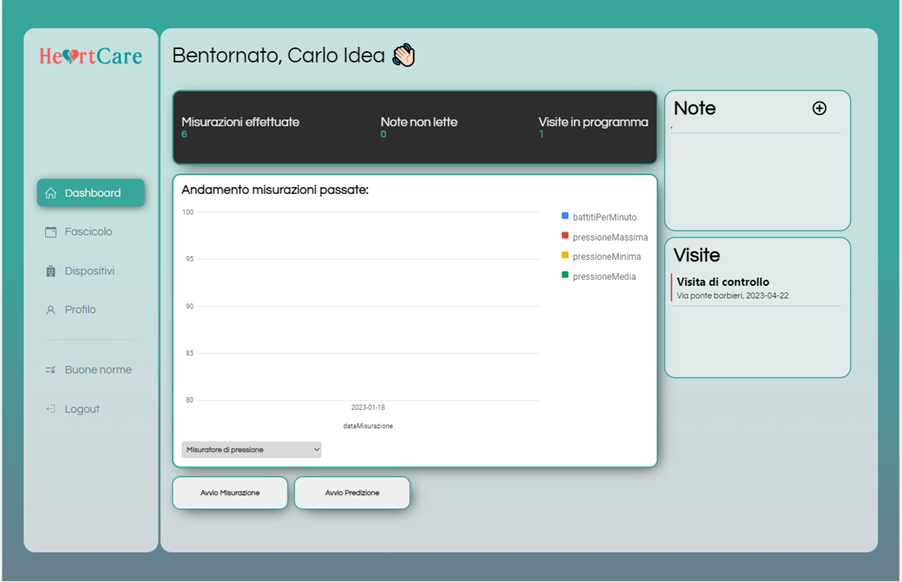 HeartCare
Dashboard
Fascicolo
Dispositivi
Profilo
Buone norme
Logout
Bentornato, Carlo Idea 👋🏻
Misurazioni effettuate
6
Note non lette
0
Visite in programma
1
Andamento misurazioni passate:
100
95
90
85
80
2023-01-18
dataMisurazione
battitiPerMinuto
pressioneMassima
pressioneMinima
pressioneMedia
Misuratore di pressione
Avvio Misurazione
Avvio Predizione
Note
,
Visite
Visita di controllo
Via ponte barbieri, 2023-04-22